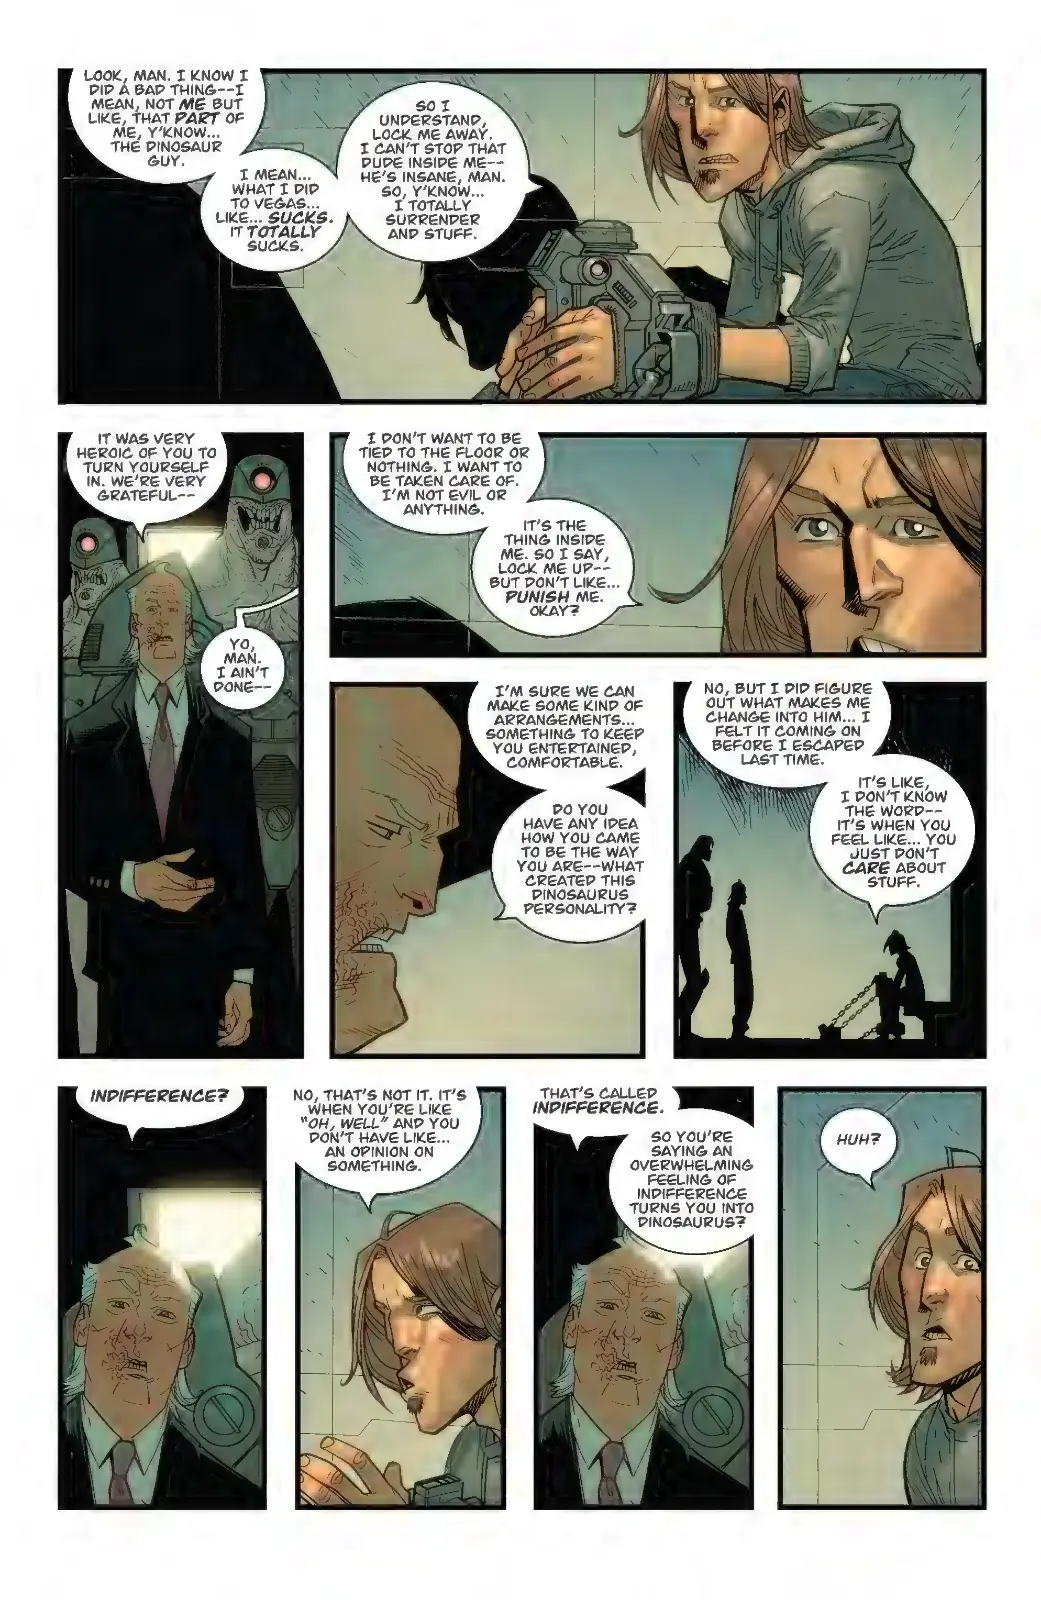 LOOK, MAN. I KNOW I
DID A BAD THING--I
MEAN, NOT ME BUT
LIKE, THAT PART OF
ME, Y'KNOW...
THE DINOSAUR
GUY.
I MEAN...
WHAT I DID
TO VEGAS...
LIKE... SUCKS.
IT TOTALLY
SUCKS.
SO I
UNDERSTAND,
LOCK ME AWAY.
I CAN'T STOP THAT
DUDE INSIDE ME--
HE'S INSANE, MAN.
SO, Y'KNOW...
I TOTALLY
SURRENDER
AND STUFF.
IT WAS VERY
HEROIC OF YOU TO
TURN YOURSELF
IN. WE'RE VERY
GRATEFUL--
YO,
MAN.
I AIN'T
DONE--
I DON'T WANT TO BE
TIED TO THE FLOOR OR
NOTHING. I WANT TO
BE TAKEN CARE OF.
I'M NOT EVIL OR
ANYTHING.
IT'S THE
THING INSIDE
ME. SO I SAY,
LOCK ME UP--
BUT DON'T LIKE...
PUNISH ME.
OKAY?
I'M SURE WE CAN
MAKE SOME KIND OF
ARRANGEMENTS...
SOMETHING TO KEEP
YOU ENTERTAINED,
COMFORTABLE.
DO YOU
HAVE ANY IDEA
HOW YOU CAME
TO BE THE WAY
YOU ARE--WHAT
CREATED THIS
DINOSAURUS
PERSONALITY?
NO, BUT I DID FIGURE
OUT WHAT MAKES ME
CHANGE INTO HIM... I
FELT IT COMING ON
BEFORE I ESCAPED
LAST TIME.
IT'S LIKE,
I DON'T KNOW
THE WORD--
IT'S WHEN YOU
FEEL LIKE... YOU
JUST DON'T
CARE ABOUT
STUFF.
INDIFFERENCE?
NO, THAT'S NOT IT. IT'S
WHEN YOU'RE LIKE
"OH, WELL" AND YOU
DON'T HAVE LIKE...
AN OPINION ON
SOMETHING.
THAT'S CALLED
INDIFFERENCE.
SO YOU'RE
SAYING AN
OVERWHELMING
FEELING OF
INDIFFERENCE
TURNS YOU INTO
DINOSAURUS?
HUH?